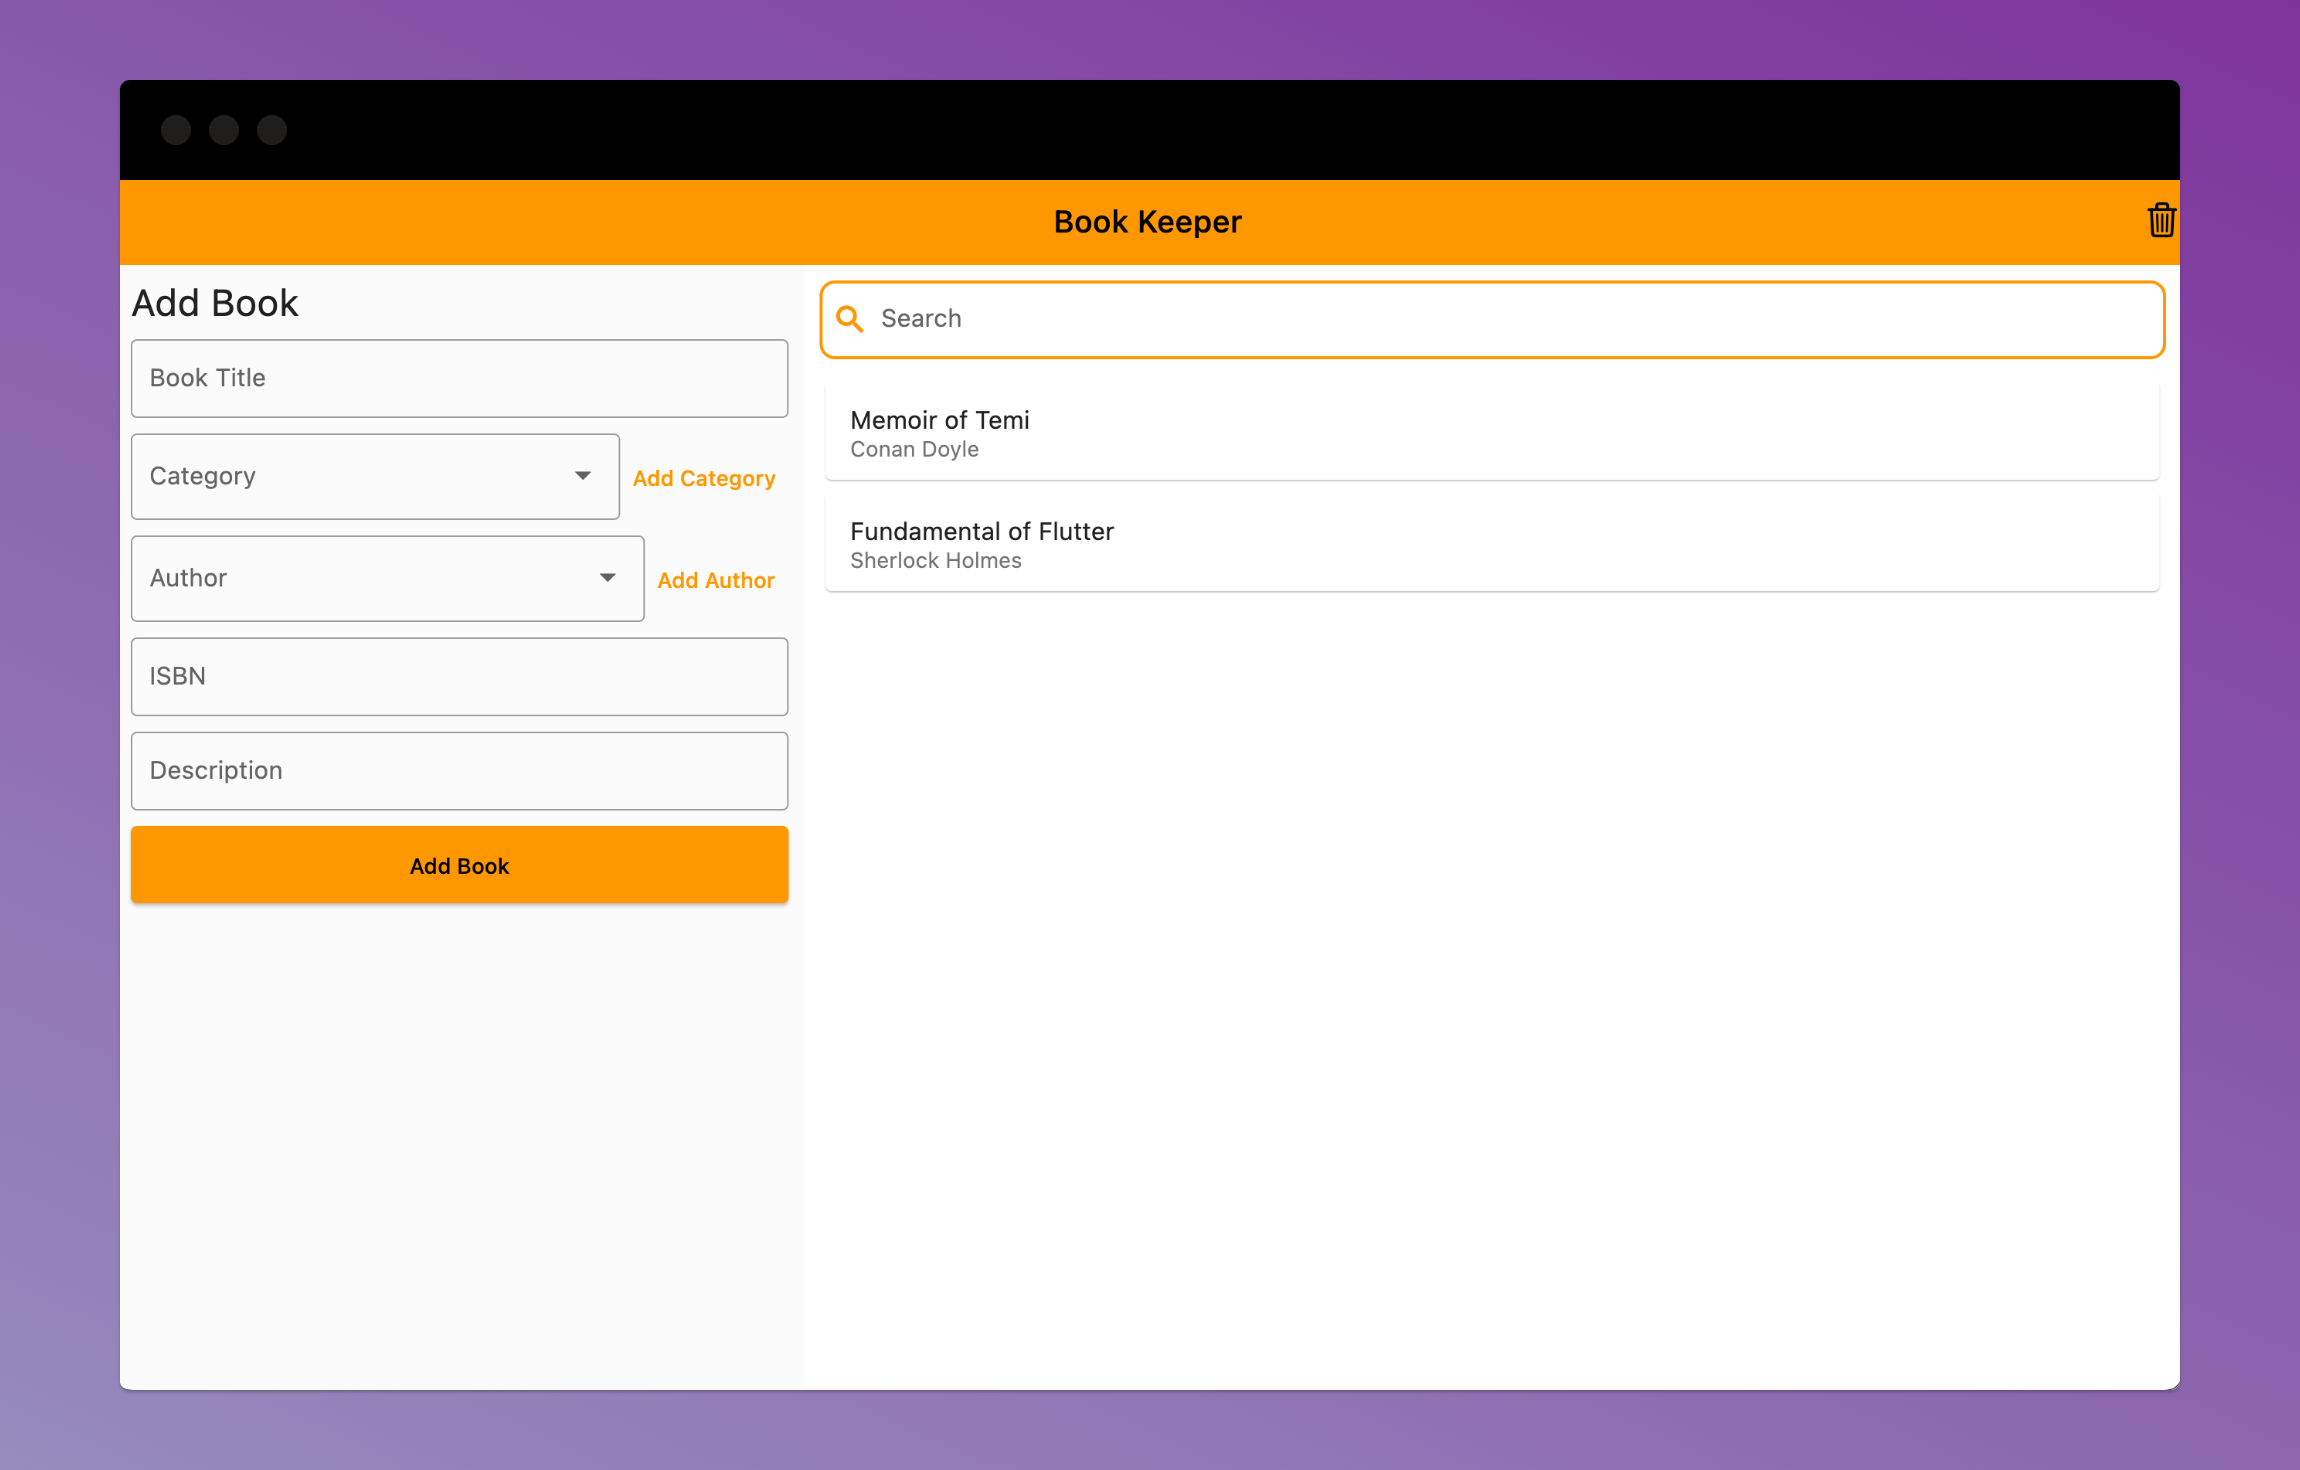 Book Keeper
Add Book
Book Title
Category
Add Category
Author
Add Author
ISBN
Description
Add Book
Search
Memoir of Temi
Conan Doyle
Fundamental of Flutter
Sherlock Holmes